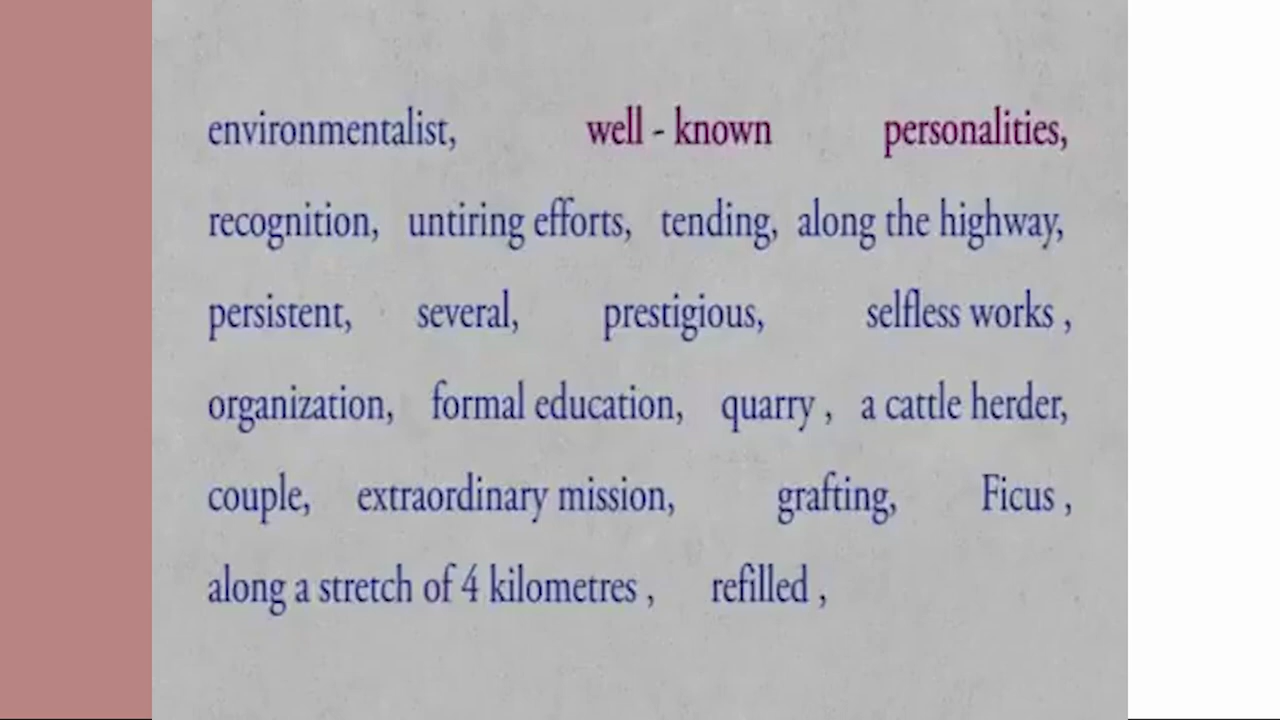 environmentalist, well - known personalities,
recognition, untiring efforts, tending, along the highway,
persistent, several, prestigious, selfless works ,
organization, formal education, quarry , a cattle herder,
couple, extraordinary mission, grafting, Ficus ,
along a stretch of 4 kilometres , refilled ,